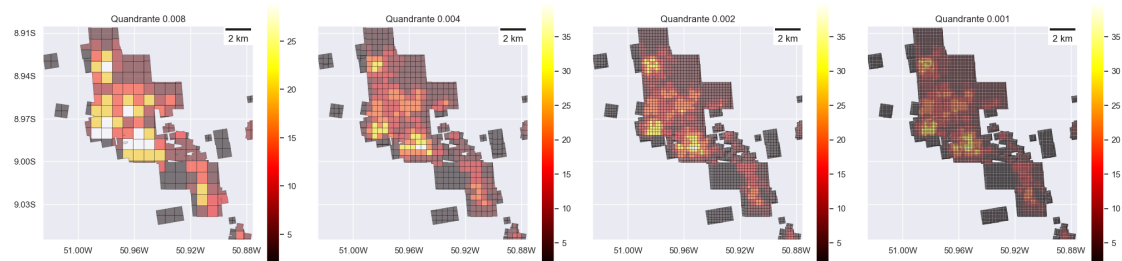 Quandrante 0.008
Quandrante 0.004
Quandrante 0.002
Quandrante 0.001
8.91S
8.94S
8.97S
9.00S
9.03S
2 km
2 km
2 km
2 km
25
20
15
10
5
35
30
25
20
15
10
5
35
30
25
20
15
10
5
35
30
25
20
15
10
5
51.00W 50.96W 50.92W 50.88W
51.00W 50.96W 50.92W 50.88W
51.00W 50.96W 50.92W 50.88W
51.00W 50.96W 50.92W 50.88W